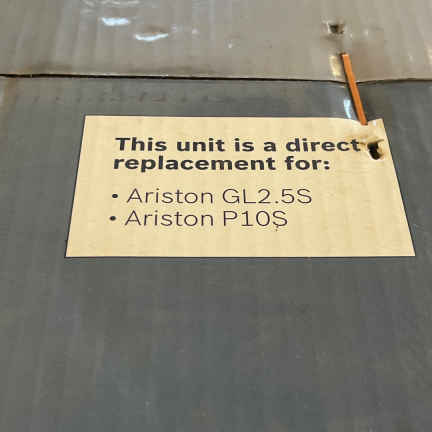 This unit is a direct
replacement for:
• Ariston GL2.5S
• Ariston P10S